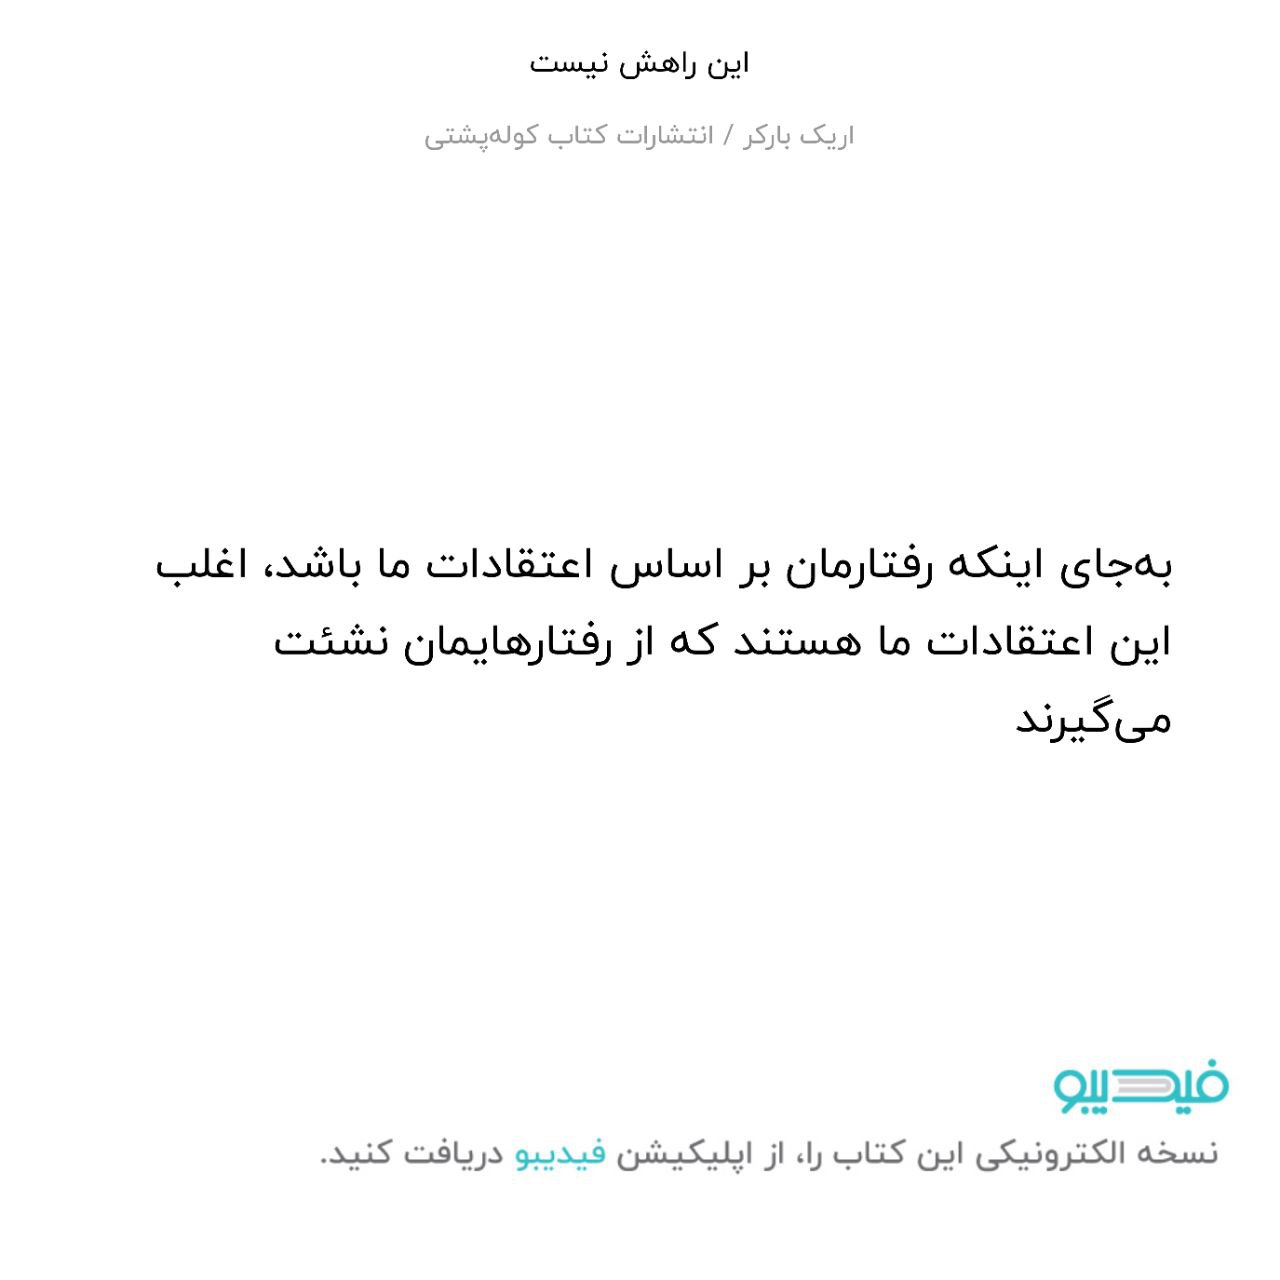 این راهش نیست
اریک بارکر / انتشارات کتاب کوله‌پشتی
به‌جای اینکه رفتارمان بر اساس اعتقادات ما باشد، اغلب
این اعتقادات ما هستند که از رفتارهایمان نشئت
می‌گیرند
فیدیبو
نسخه الکترونیکی این کتاب را، از اپلیکیشن فیدیبو دریافت کنید.